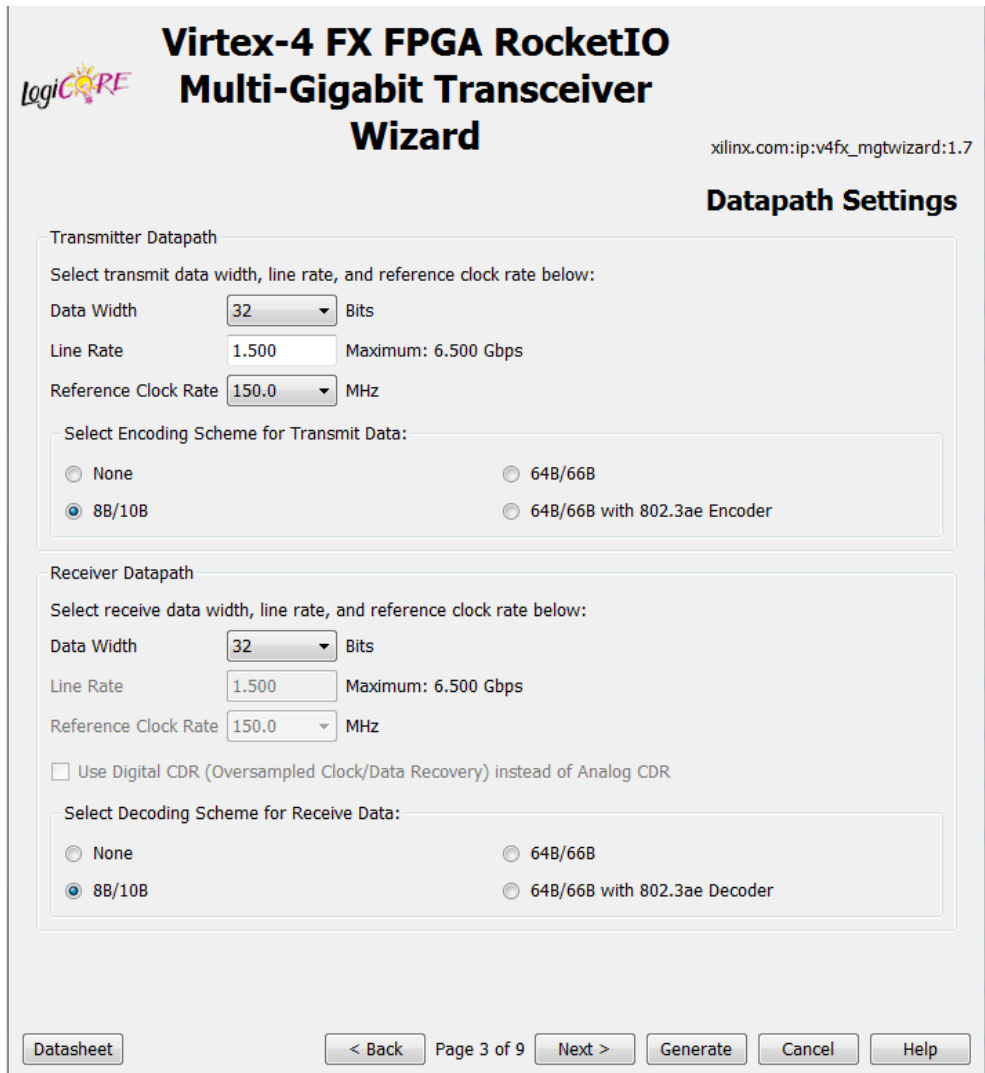 Virtex-4 FX FPGA RocketIO
Multi-Gigabit Transceiver
Wizard
LogiCORE
xilinx.com:ip:v4fx_mgtwizard:1.7
Datapath Settings
Transmitter Datapath
Select transmit data width, line rate, and reference clock rate below:
Data Width 32 Bits
Line Rate 1.500 Maximum: 6.500 Gbps
Reference Clock Rate 150.0 MHz
Select Encoding Scheme for Transmit Data:
None 64B/66B
8B/10B 64B/66B with 802.3ae Encoder
Receiver Datapath
Select receive data width, line rate, and reference clock rate below:
Data Width 32 Bits
Line Rate 1.500 Maximum: 6.500 Gbps
Reference Clock Rate 150.0 MHz
Use Digital CDR (Oversampled Clock/Data Recovery) instead of Analog CDR
Select Decoding Scheme for Receive Data:
None 64B/66B
8B/10B 64B/66B with 802.3ae Decoder
Datasheet < Back Page 3 of 9 Next > Generate Cancel Help